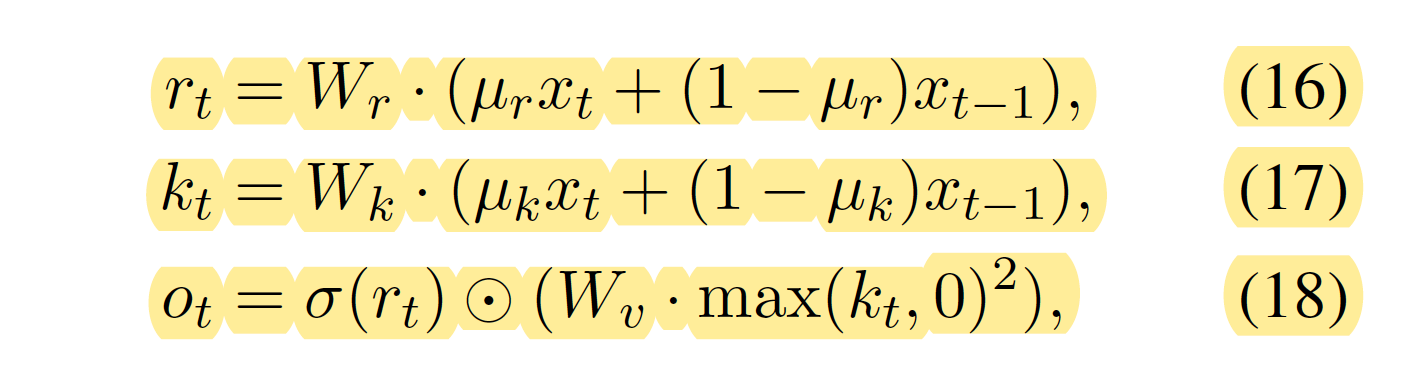 r_t = W_r · (μ_r x_t + (1 − μ_r)x_{t−1}), (16)
k_t = W_k · (μ_k x_t + (1 − μ_k)x_{t−1}), (17)
o_t = σ(r_t) ⊙ (W_v · max(k_t, 0)^2), (18)